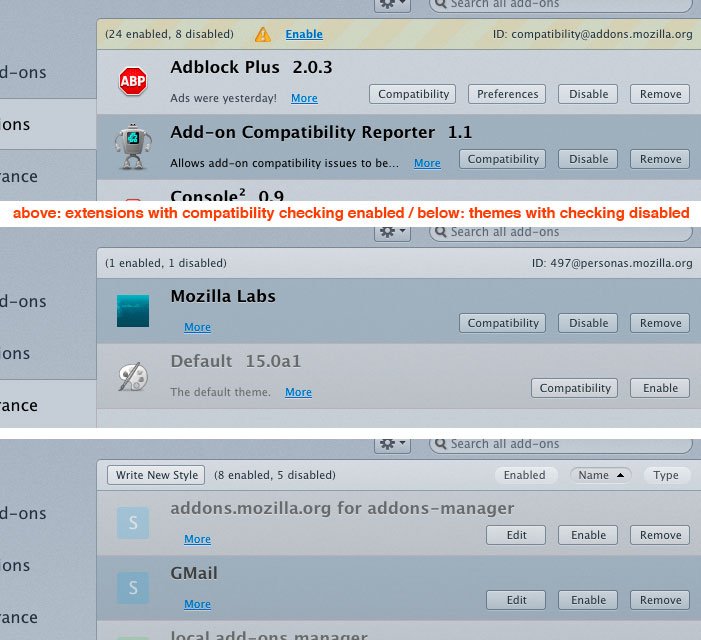 Search all add-ons
(24 enabled, 8 disabled) Enable ID: compatibility@addons.mozilla.org
d-ons
ABP
Adblock Plus 2.0.3
Ads were yesterday! More Compatibility Preferences Disable Remove
ions
Add-on Compatibility Reporter 1.1
Allows add-on compatibility issues to be... More Compatibility Disable Remove
rance
Console² 0.9
above: extensions with compatibility checking enabled / below: themes with checking disabled
Search all add-ons
(1 enabled, 1 disabled) ID: 497@personas.mozilla.org
d-ons
Mozilla Labs
More Compatibility Disable Remove
ions
Default 15.0a1
The default theme. More Compatibility Enable
rance
Search all add-ons
Write New Style (8 enabled, 5 disabled) Enabled Name Type
d-ons
S
addons.mozilla.org for addons-manager
More Edit Enable Remove
ions
S
GMail
More Edit Enable Remove
rance
local add-ons manager